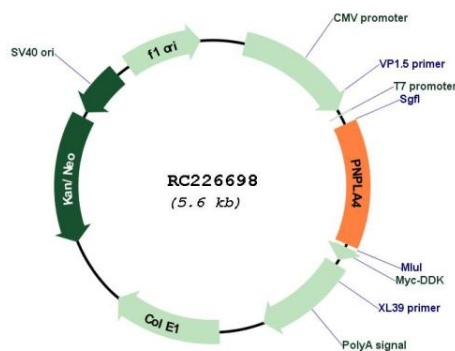 CMV promoter
VP1.5 primer
T7 promoter
SgfI
PNPLA4
MluI
Myc-DDK
XL39 primer
PolyA signal
Col E1
Kan/ Neo
SV40 ori
f1 ori
RC226698
(5.6 kb)